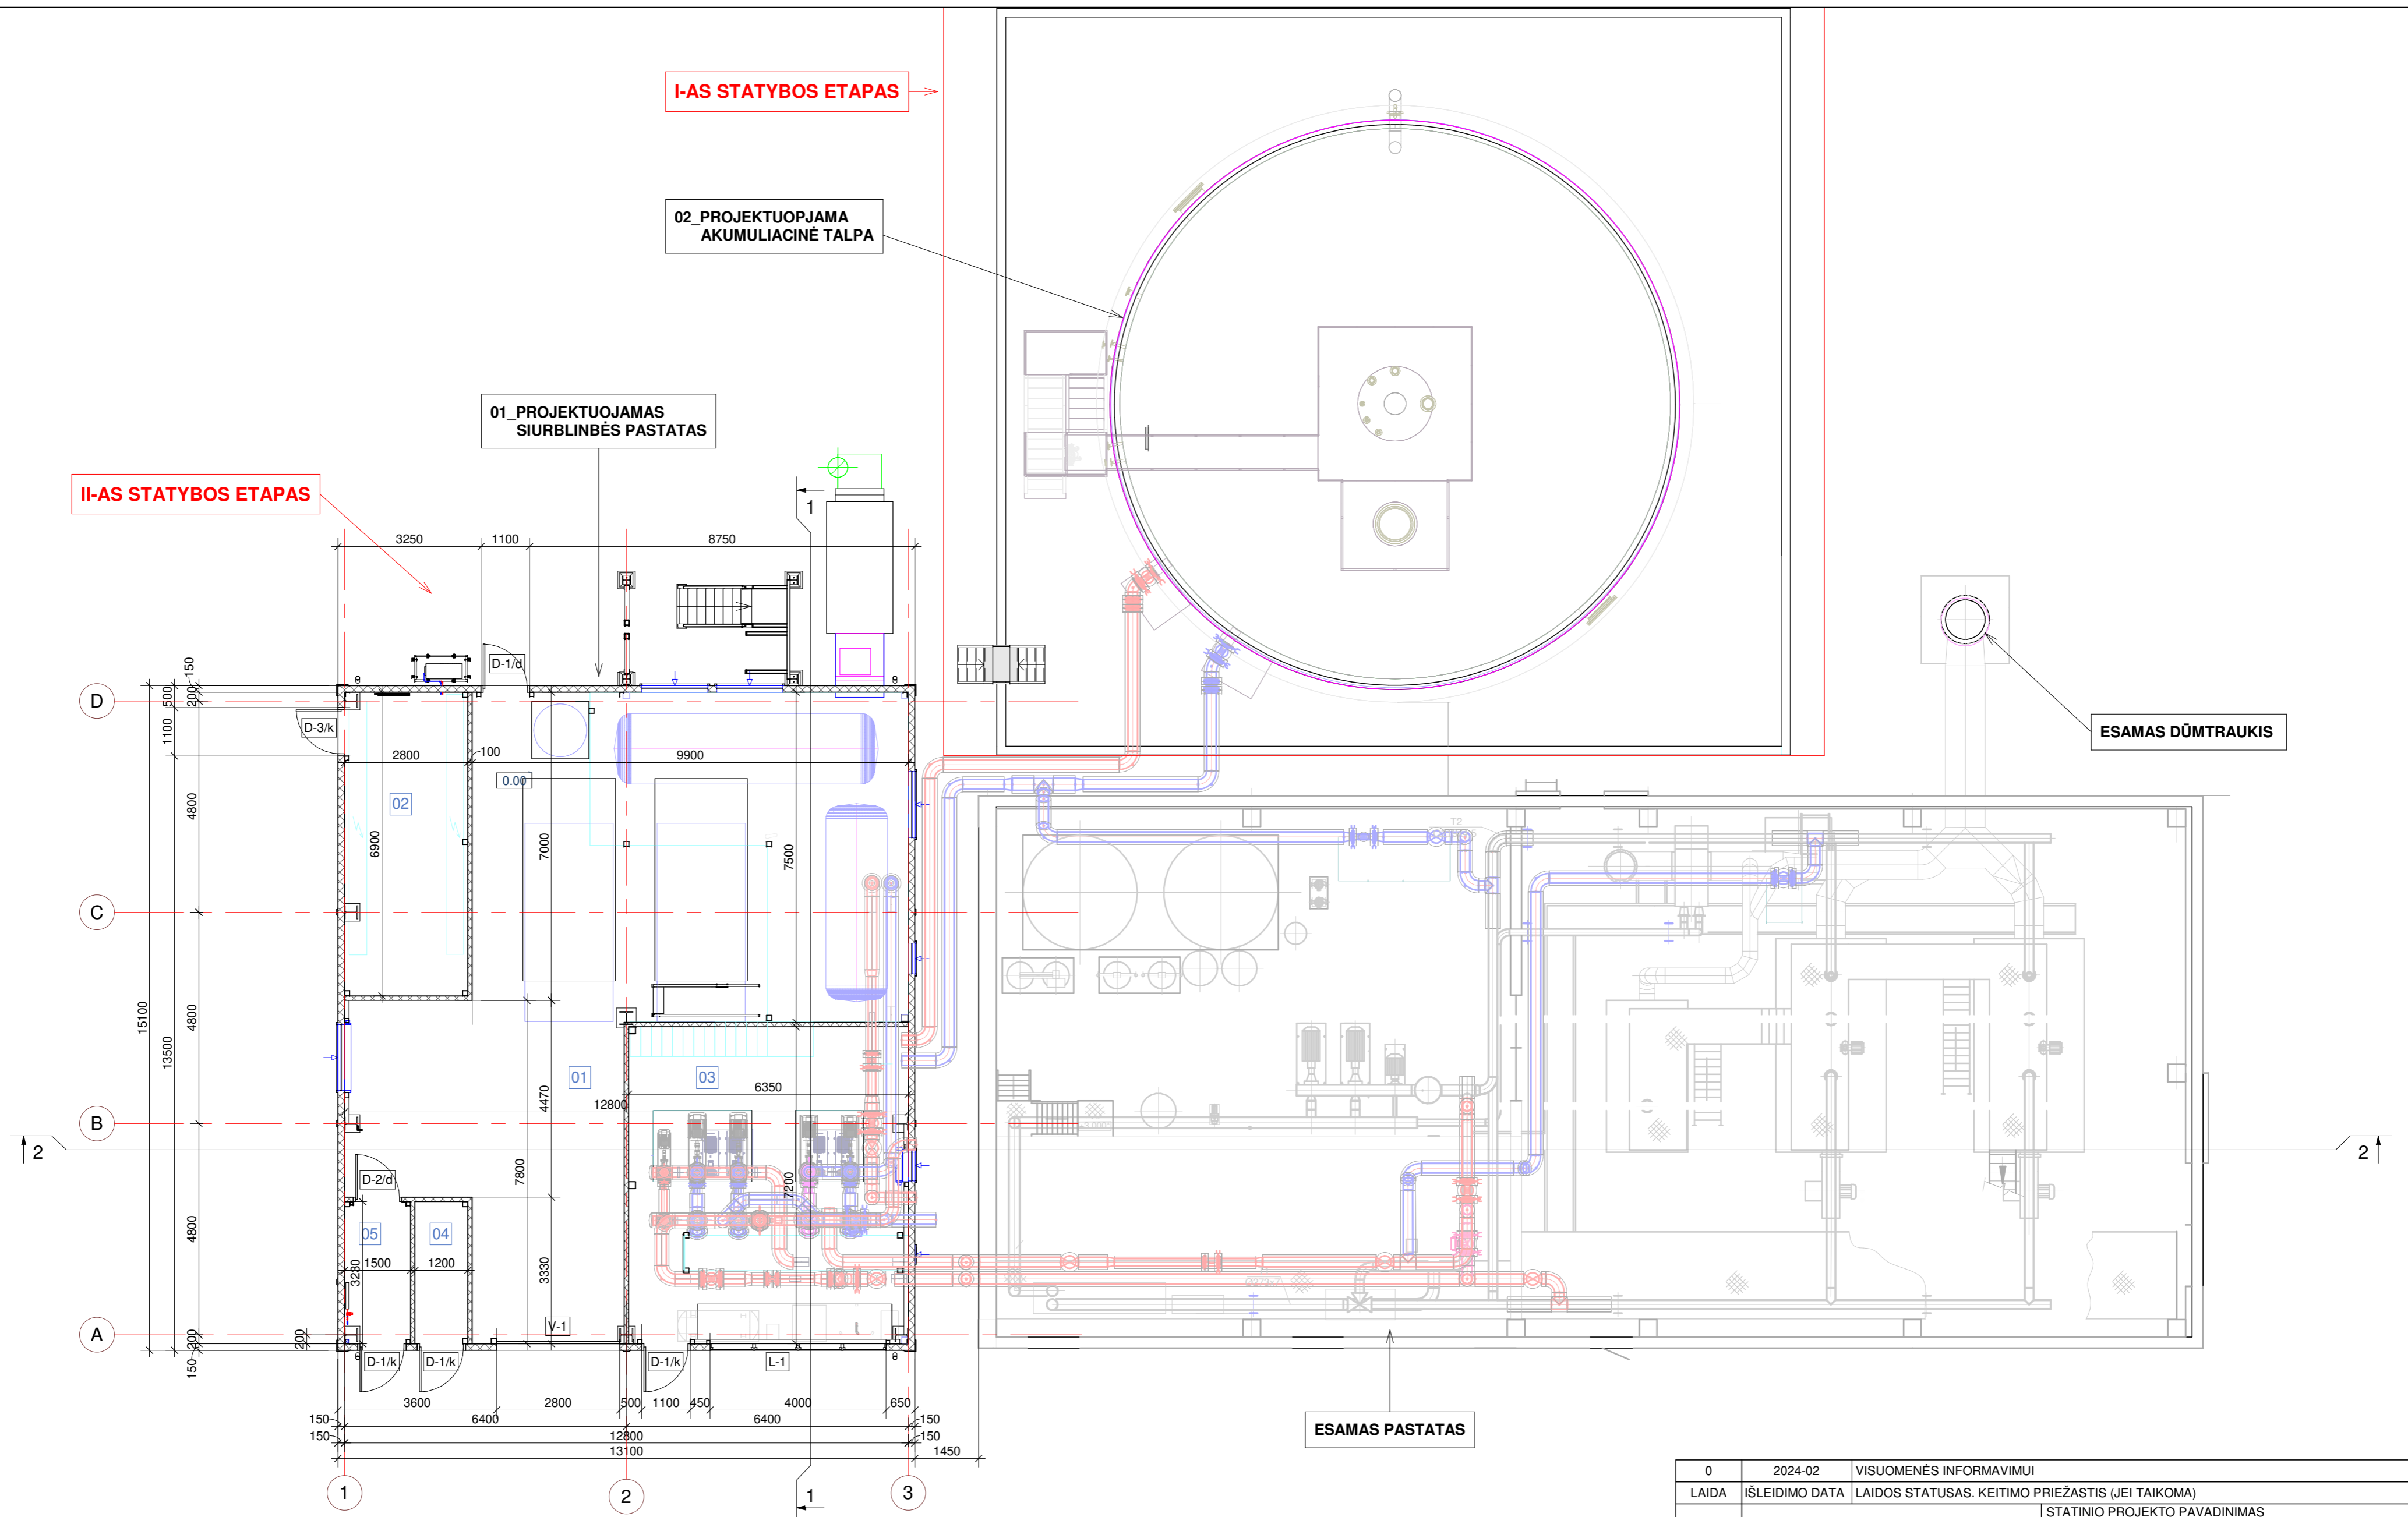 I-AS STATYBOS ETAPAS
02_PROJEKTUOPJAMA
AKUMULIACINĖ TALPA
01_PROJEKTUOJAMAS
SIURBLINBĖS PASTATAS
II-AS STATYBOS ETAPAS
1
3250
1100
8750
D-1/d
150
500
200
D
D-3/k
1100
2800
100
9900
0.00
02
ESAMAS DŪMTRAUKIS
4800
6900
7000
7500
T2
C
15100
13500
4800
01
03
6350
12800
4470
B
2
2
7800
7200
D-2/d
05
04
4800
3230
1500
1200
3330
V-1
A
200
200
150
D-1/k
D-1/k
D-1/k
L-1
3600
2800
500
1100
450
4000
650
150
6400
6400
150
150
12800
150
13100
1450
ESAMAS PASTATAS
1
2
3
1
0
2024-02
VISUOMENĖS INFORMAVIMUI
LAIDA
IŠLEIDIMO DATA
LAIDOS STATUSAS. KEITIMO PRIEŽASTIS (JEI TAIKOMA)
STATINIO PROJEKTO PAVADINIMAS